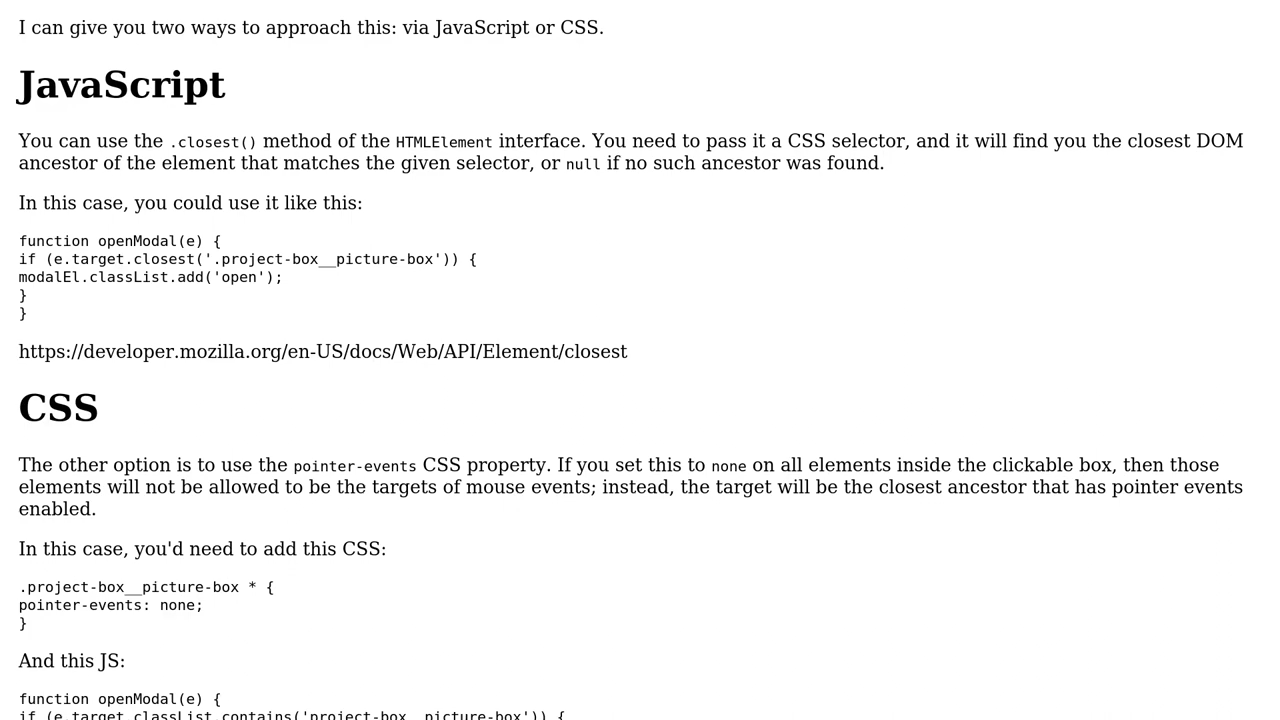 I can give you two ways to approach this: via JavaScript or CSS.
JavaScript
You can use the .closest() method of the HTMLElement interface. You need to pass it a CSS selector, and it will find you the closest DOM
ancestor of the element that matches the given selector, or null if no such ancestor was found.
In this case, you could use it like this:
function openModal(e) {
if (e.target.closest('.project-box__picture-box')) {
modalEl.classList.add('open');
}
}
https://developer.mozilla.org/en-US/docs/Web/API/Element/closest
CSS
The other option is to use the pointer-events CSS property. If you set this to none on all elements inside the clickable box, then those
elements will not be allowed to be the targets of mouse events; instead, the target will be the closest ancestor that has pointer events
enabled.
In this case, you'd need to add this CSS:
.project-box__picture-box * {
pointer-events: none;
}
And this JS:
function openModal(e) {
if (e.target.classList.contains('project-box__picture-box')) {